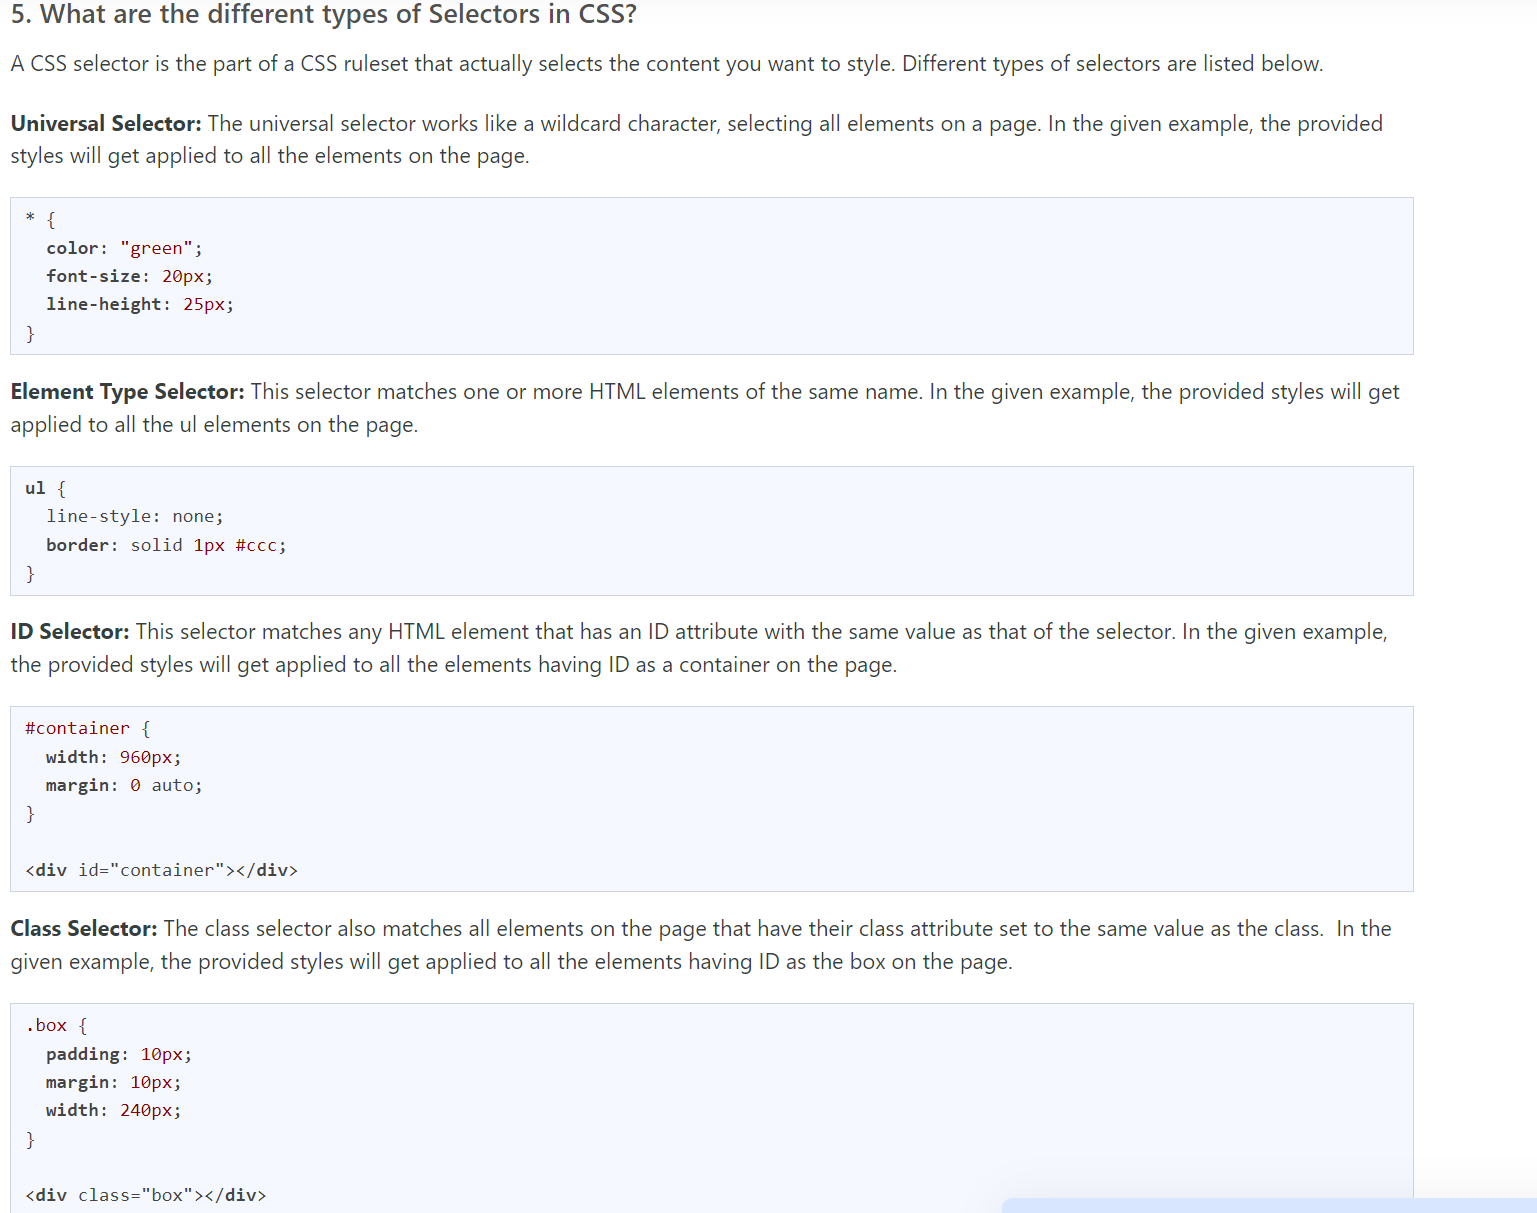 5. What are the different types of Selectors in CSS?
A CSS selector is the part of a CSS ruleset that actually selects the content you want to style. Different types of selectors are listed below.
Universal Selector: The universal selector works like a wildcard character, selecting all elements on a page. In the given example, the provided
styles will get applied to all the elements on the page.
* {
  color: "green";
  font-size: 20px;
  line-height: 25px;
}
Element Type Selector: This selector matches one or more HTML elements of the same name. In the given example, the provided styles will get
applied to all the ul elements on the page.
ul {
  line-style: none;
  border: solid 1px #ccc;
}
ID Selector: This selector matches any HTML element that has an ID attribute with the same value as that of the selector. In the given example,
the provided styles will get applied to all the elements having ID as a container on the page.
#container {
  width: 960px;
  margin: 0 auto;
}
<div id="container"></div>
Class Selector: The class selector also matches all elements on the page that have their class attribute set to the same value as the class.  In the
given example, the provided styles will get applied to all the elements having ID as the box on the page.
.box {
  padding: 10px;
  margin: 10px;
  width: 240px;
}
<div class="box"></div>